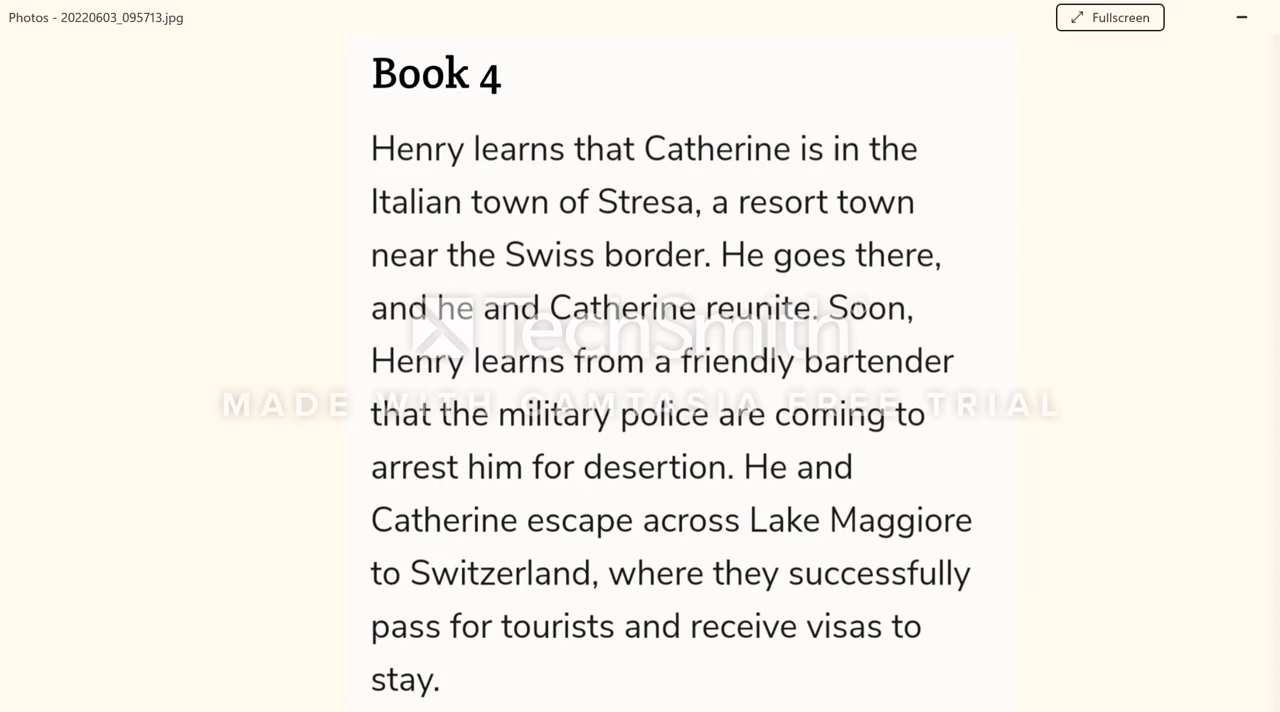 Photos - 20220603_095713.jpg
Fullscreen
Book 4
Henry learns that Catherine is in the
Italian town of Stresa, a resort town
near the Swiss border. He goes there,
and he and Catherine reunite. Soon,
TechSmith
Henry learns from a friendly bartender
MADE WITH CAMTASIA FREE TRIAL
that the military police are coming to
arrest him for desertion. He and
Catherine escape across Lake Maggiore
to Switzerland, where they successfully
pass for tourists and receive visas to
stay.